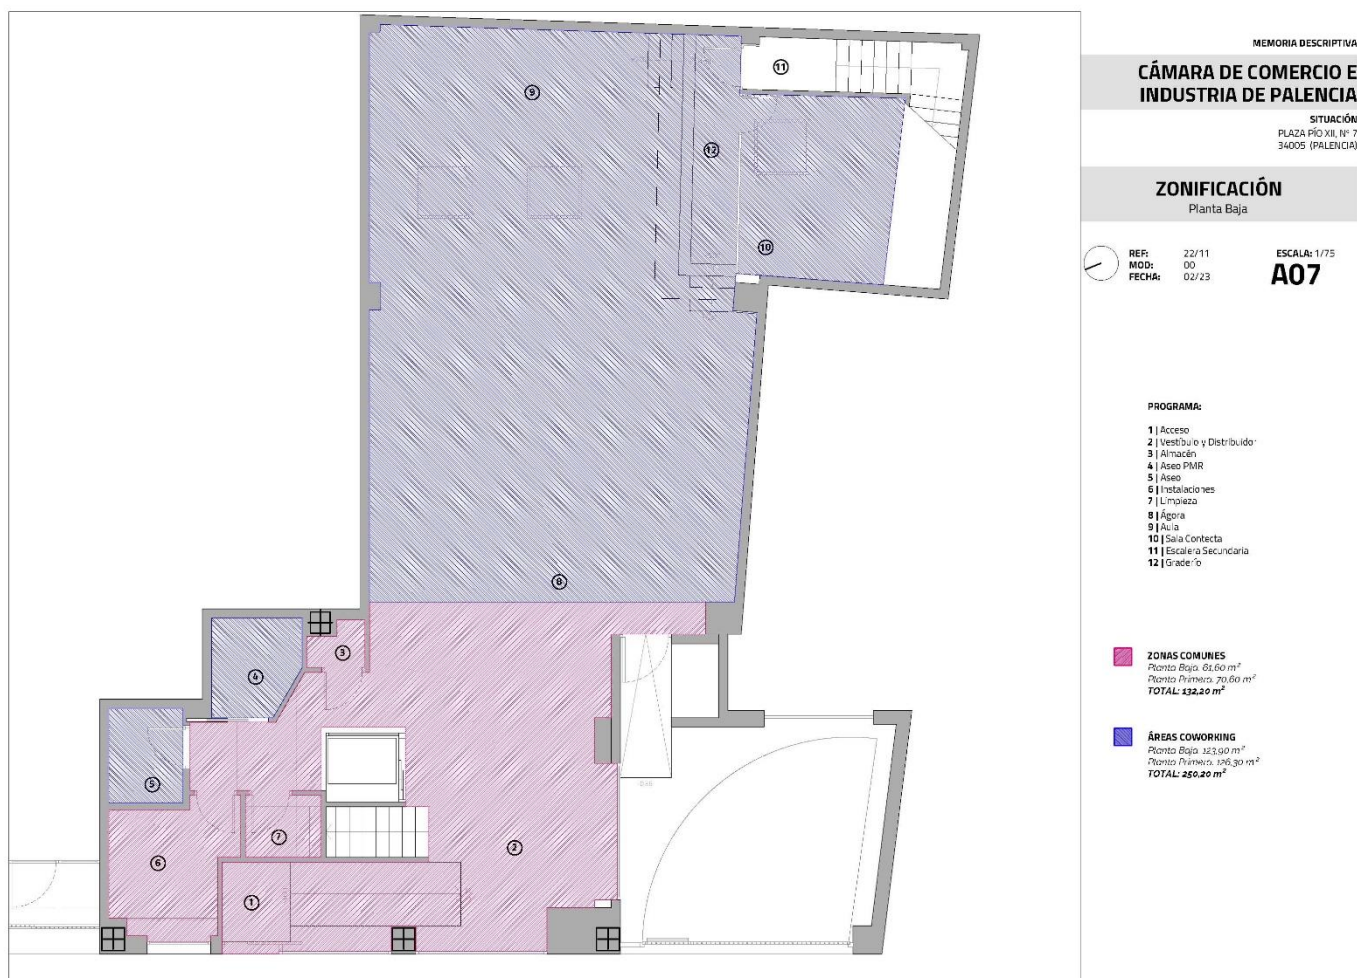 MEMORIA DESCRIPTIVA
CÁMARA DE COMERCIO E
INDUSTRIA DE PALENCIA
SITUACIÓN
PLAZA PÍO XII, Nº 7
34005 (PALENCIA)
ZONIFICACIÓN
Planta Baja
REF: 22/11
MOD: 00
FECHA: 02/23
ESCALA: 1/75
A07
PROGRAMA:
1 | Acceso
2 | Vestíbulo y Distribuidor
3 | Almacén
4 | Aseo PMR
5 | Aseo
6 | Instalaciones
7 | Limpieza
8 | Ágora
9 | Aula
10 | Sala Contecta
11 | Escalera Secundaria
12 | Graderío
ZONAS COMUNES
Planta Baja. 61,60 m²
Planta Primera. 70,60 m²
TOTAL: 132,20 m²
ÁREAS COWORKING
Planta Baja. 123,90 m²
Planta Primera. 126,30 m²
TOTAL: 250,20 m²
11
9
12
10
8
3
4
5
7
6
2
1